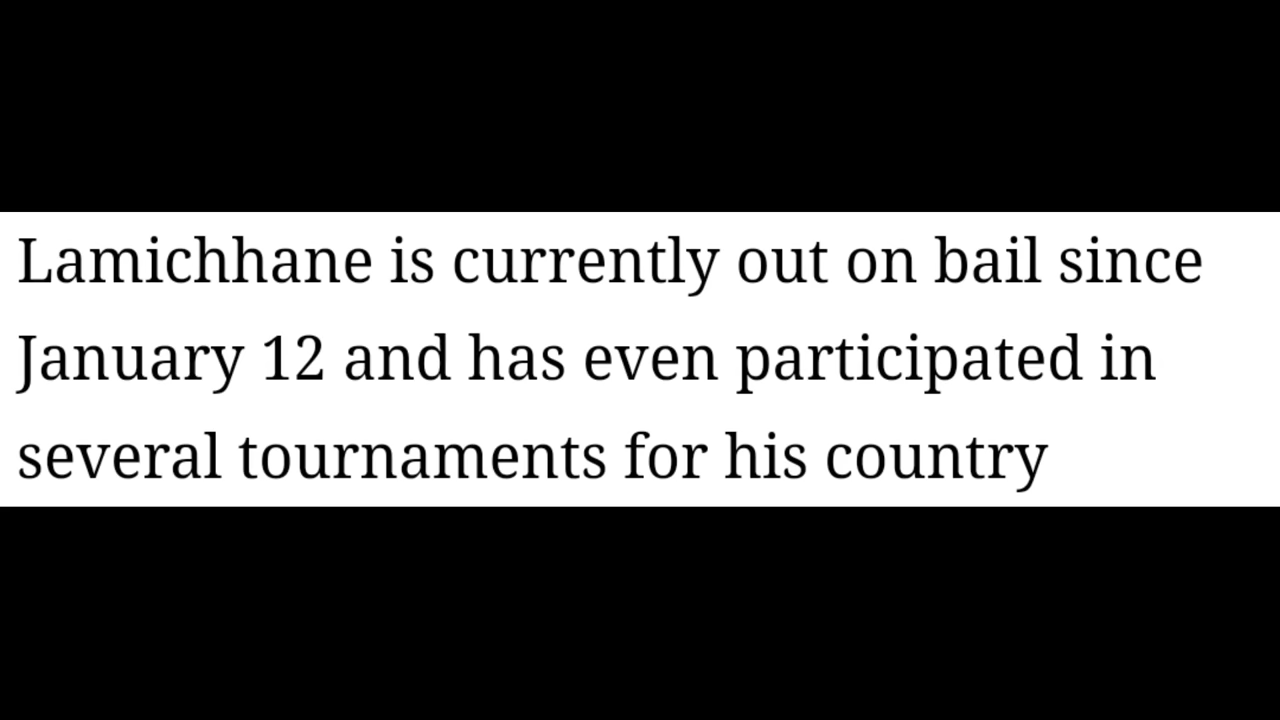 Lamichhane is currently out on bail since
January 12 and has even participated in
several tournaments for his country